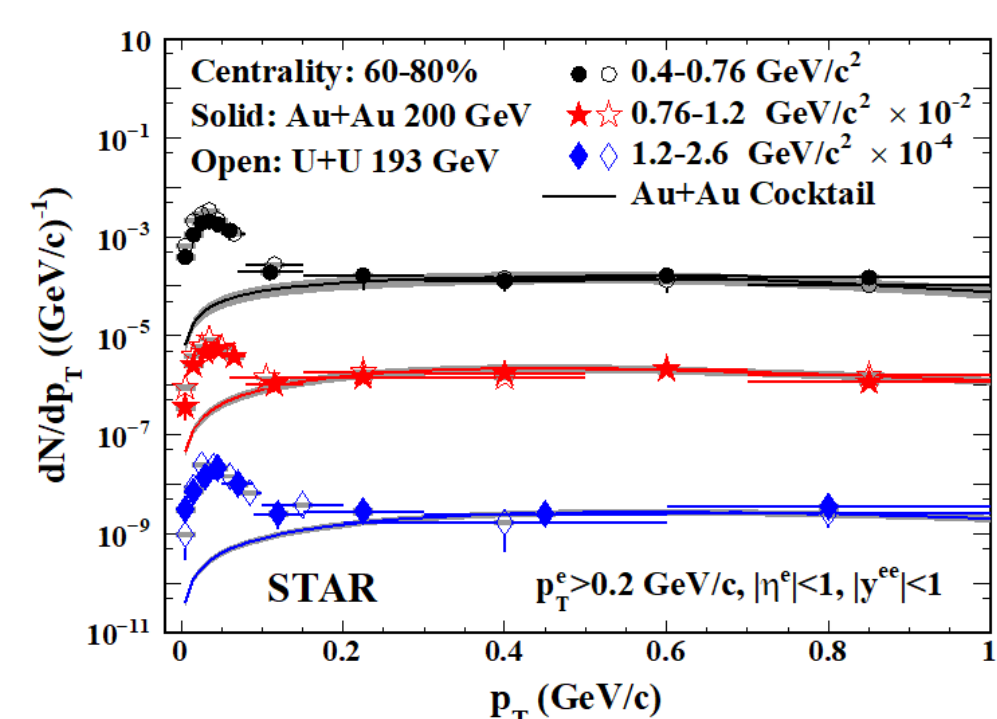 10
10⁻¹
10⁻³
10⁻⁵
10⁻⁷
10⁻⁹
10⁻¹¹
dN/dp_T ((GeV/c)⁻¹)
Centrality: 60-80%
Solid: Au+Au 200 GeV
Open: U+U 193 GeV
0.4-0.76 GeV/c²
0.76-1.2 GeV/c² × 10⁻²
1.2-2.6 GeV/c² × 10⁻⁴
Au+Au Cocktail
STAR
p_T^e>0.2 GeV/c, |η^e|<1, |y^ee|<1
0 0.2 0.4 0.6 0.8 1
p_T (GeV/c)